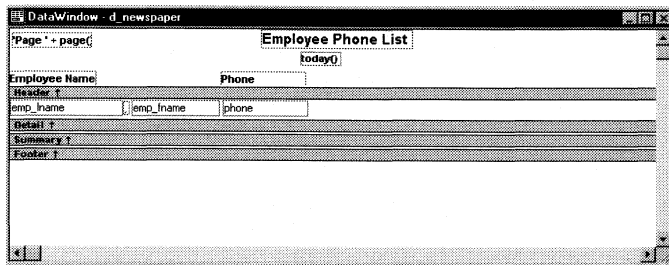 DataWindow - d_newspaper
"Page " + page( Employee Phone List
today()
Employee Name Phone
Header ↑
emp_lname , emp_fname phone
Detail ↑
Summary ↑
Footer ↑